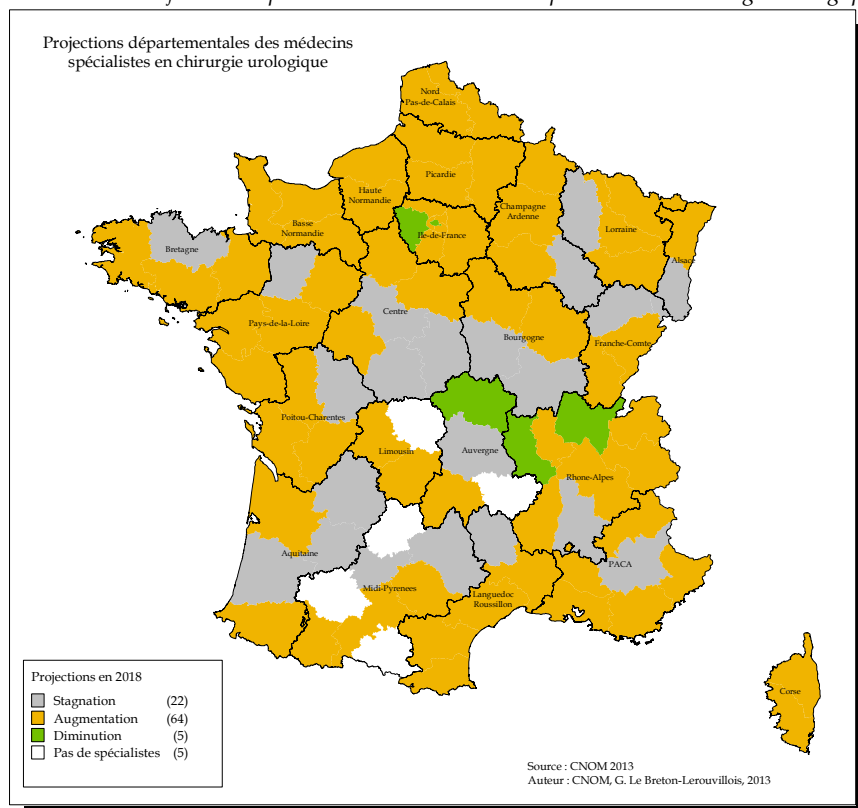 Projections départementales des médecins
spécialistes en chirurgie urologique
Nord
Pas-de-Calais
Picardie
Haute
Normandie
Champagne
Ardenne
Basse
Normandie
Ile-de-France
Lorraine
Bretagne
Alsace
Centre
Pays-de-la-Loire
Bourgogne
Franche-Comte
Poitou-Charentes
Limousin
Auvergne
Rhone-Alpes
Aquitaine
PACA
Midi-Pyrenees
Languedoc
Roussillon
Corse
Projections en 2018
Stagnation (22)
Augmentation (64)
Diminution (5)
Pas de spécialistes (5)
Source : CNOM 2013
Auteur : CNOM, G. Le Breton-Lerouvillois, 2013